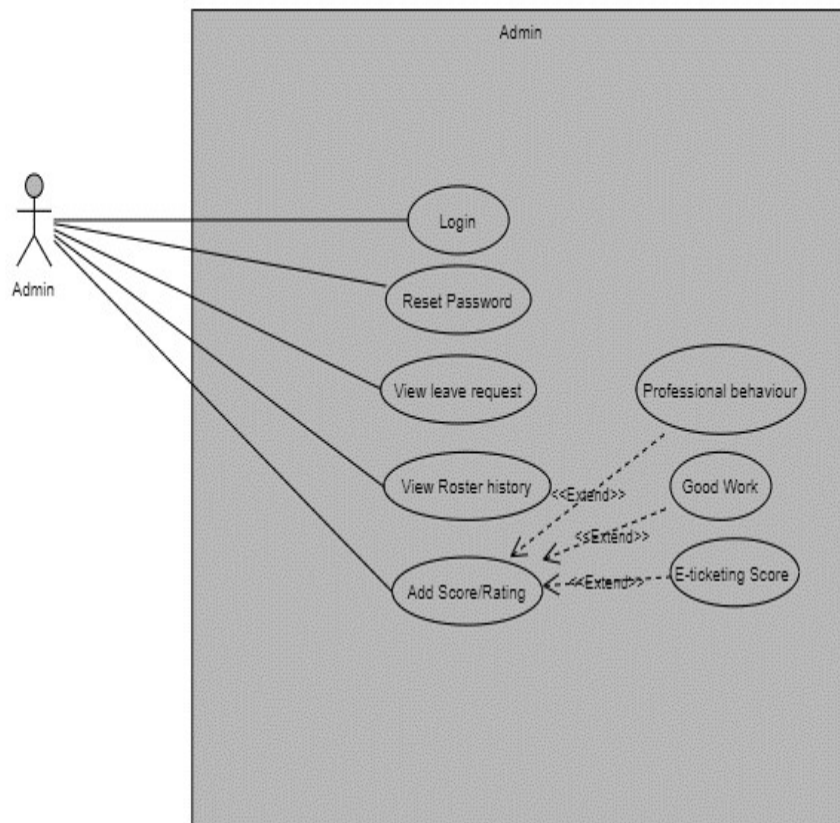 Admin
Admin
Login
Reset Password
View leave request
Professional behaviour
View Roster history
<<Extend>>
Good Work
<sExtend>>
Add Score/Rating
<<Extend>>
E-ticketing Score